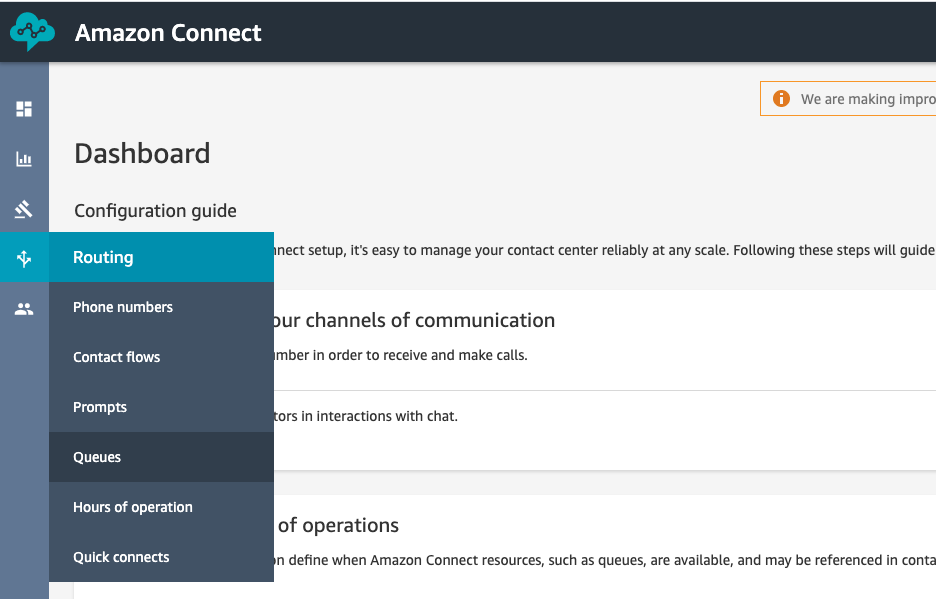 Amazon Connect
We are making impro
Dashboard
Configuration guide
Routing
nnect setup, it's easy to manage your contact center reliably at any scale. Following these steps will guide
Phone numbers
our channels of communication
Contact flows
umber in order to receive and make calls.
Prompts
tors in interactions with chat.
Queues
Hours of operation
of operations
Quick connects
on define when Amazon Connect resources, such as queues, are available, and may be referenced in conta